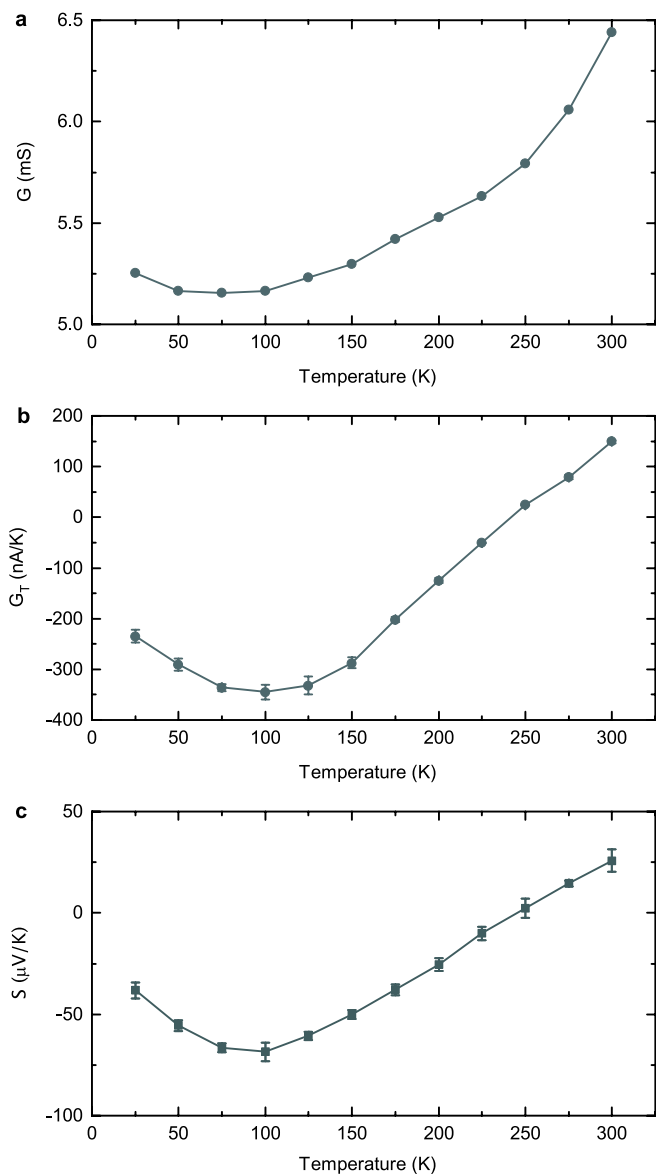 a
6.5
6.0
5.5
5.0
G (mS)
0 50 100 150 200 250 300
Temperature (K)
b
200
100
0
-100
-200
-300
-400
G_T (nA/K)
0 50 100 150 200 250 300
Temperature (K)
c
50
0
-50
-100
S (μV/K)
0 50 100 150 200 250 300
Temperature (K)